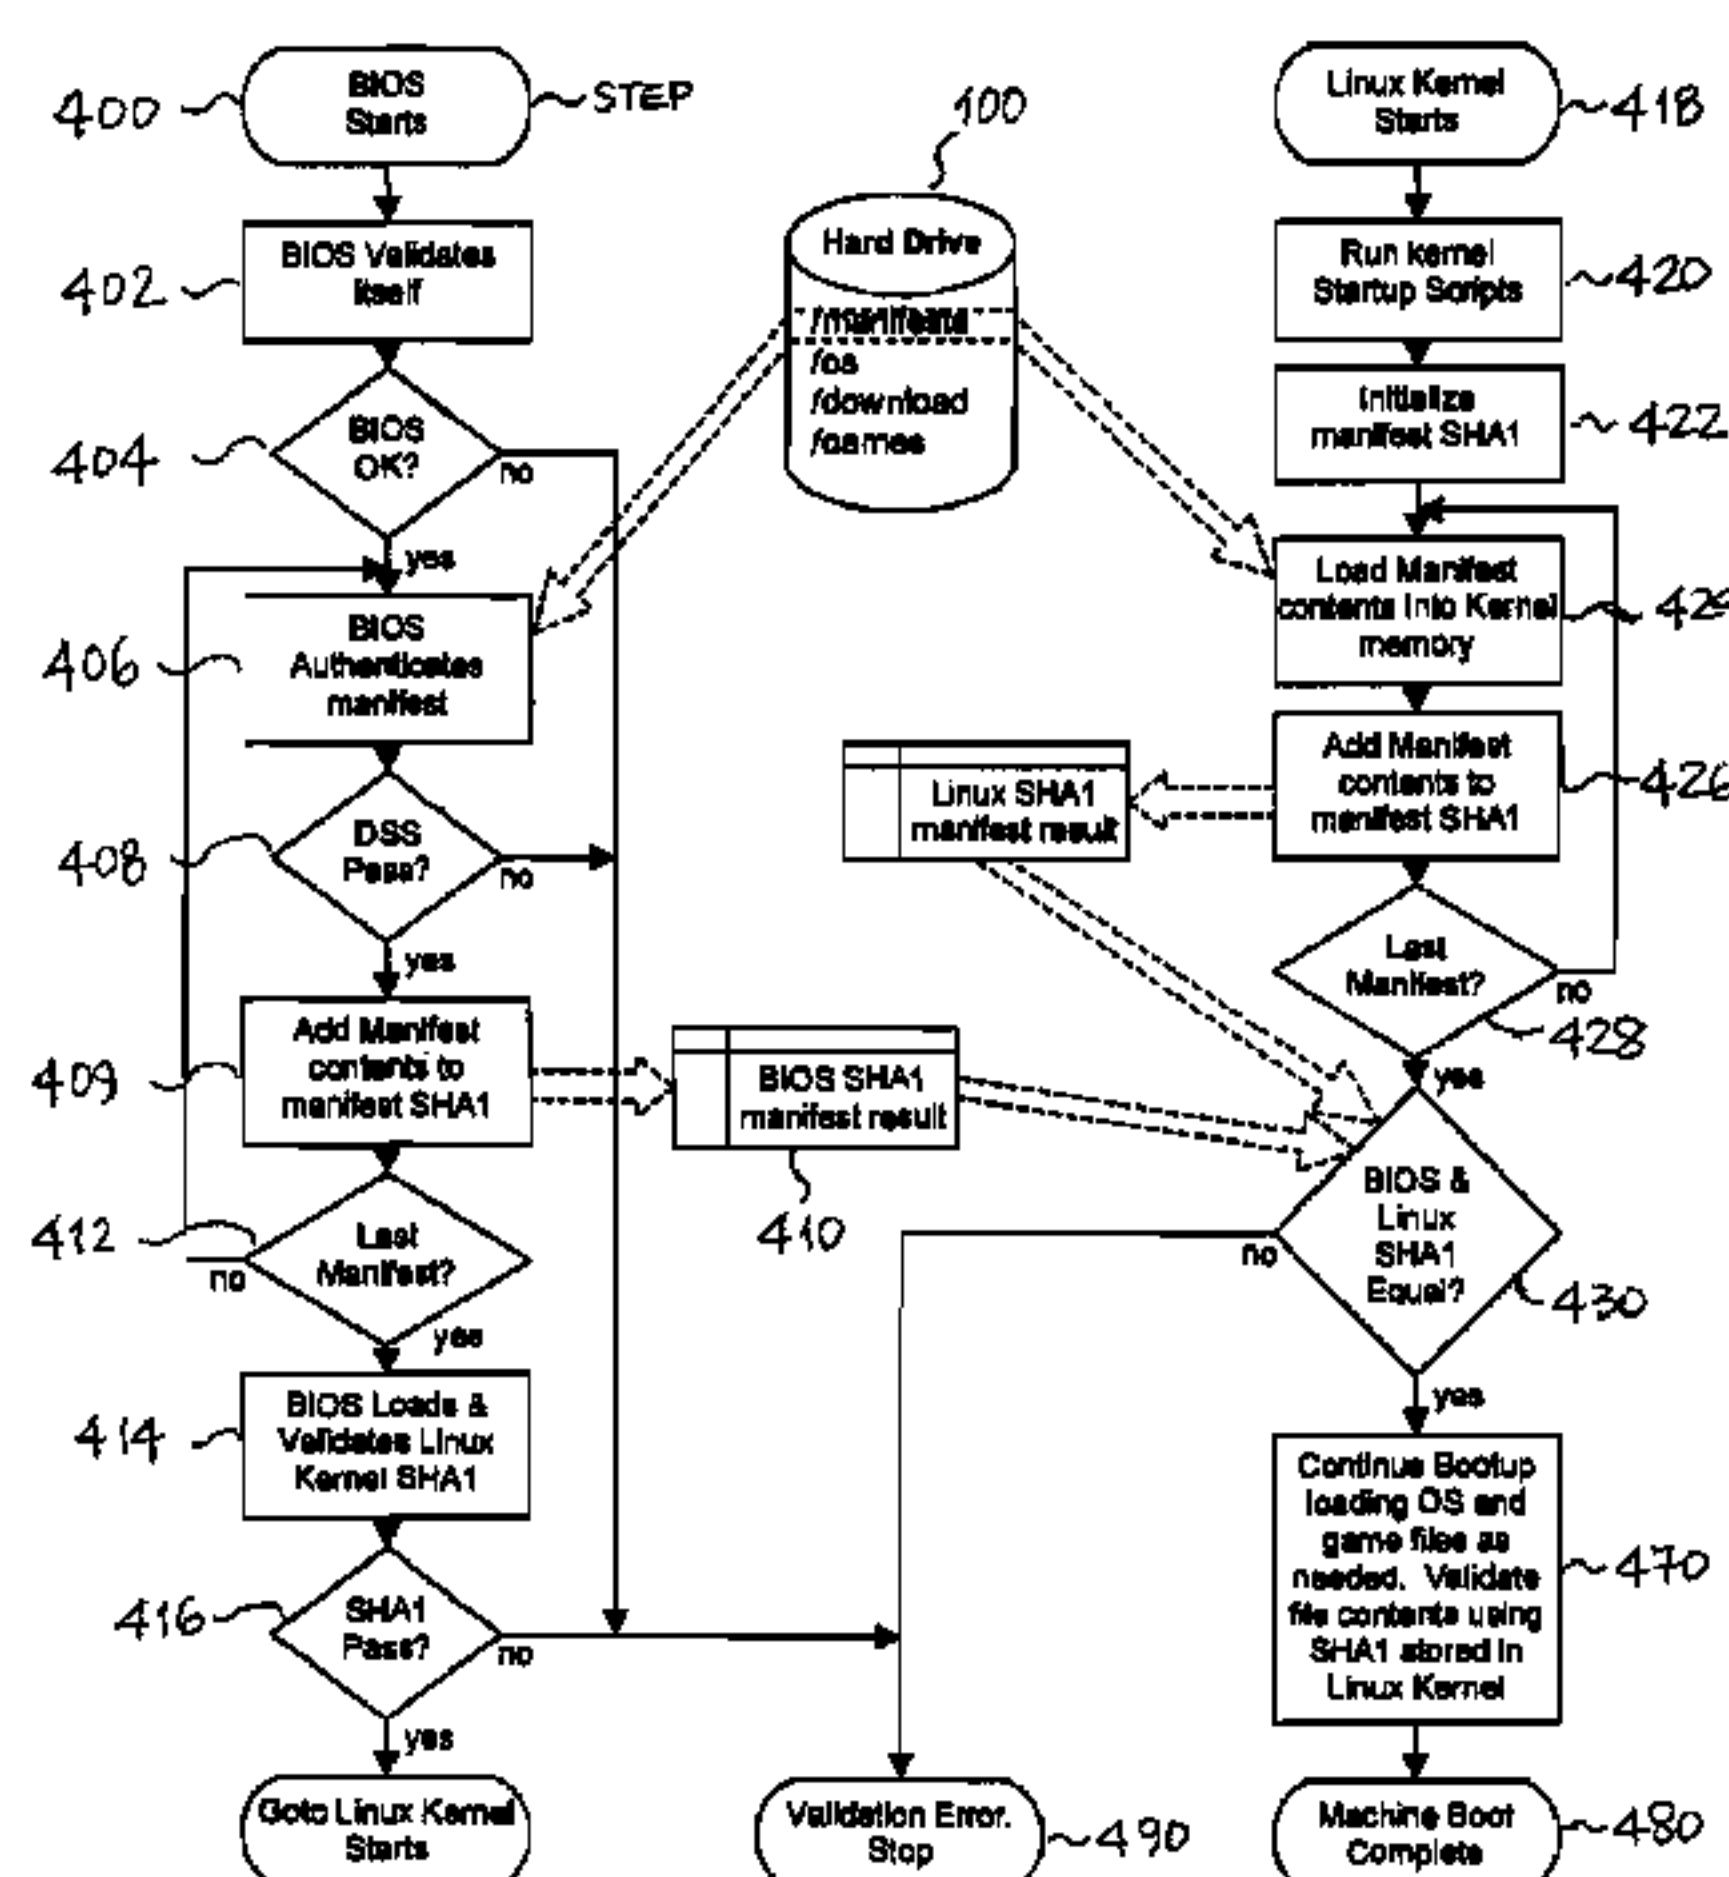 400
BIOS
Starts
STEP
402
BIOS Validates
Itself
404
BIOS
OK?
no
yes
406
BIOS
Authenticates
manifest
408
DSS
Pass?
no
yes
409
Add Manifest
contents to
manifest SHA1
412
Last
Manifest?
no
yes
414
BIOS Loads &
Validates Linux
Kernel SHA1
416
SHA1
Pass?
no
yes
Goto Linux Kernel
Starts
100
Hard Drive
/manifests
/os
/download
/games
Linux SHA1
manifest result
BIOS SHA1
manifest result
410
Validation Error.
Stop
490
Linux Kernel
Starts
418
Run kernel
Startup Scripts
420
Initialize
manifest SHA1
422
Load Manifest
contents Into Kernel
memory
Add Manifest
contents to
manifest SHA1
426
Last
Manifest?
no
428
yes
BIOS &
Linux
SHA1
Equal?
no
430
yes
Continue Bootup
loading OS and
game files as
needed. Validate
file contents using
SHA1 stored in
Linux Kernel
470
Machine Boot
Complete
480